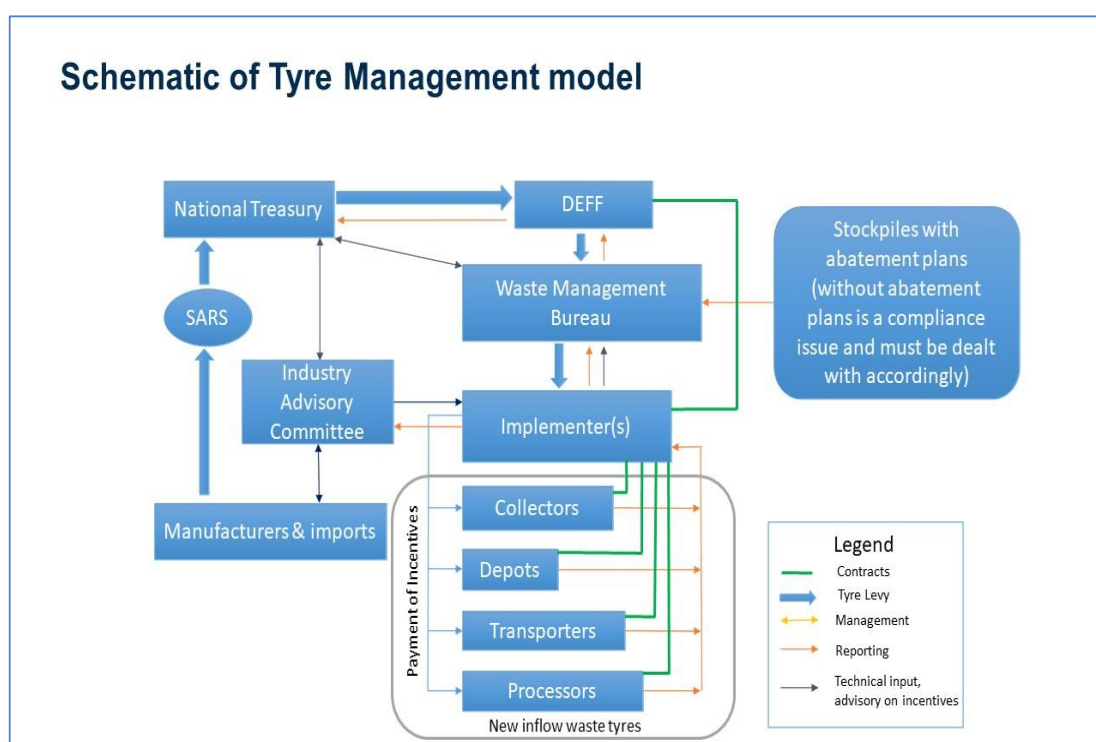 Schematic of Tyre Management model
National Treasury
DEFF
Stockpiles with
abatement plans
(without abatement
plans is a compliance
issue and must be dealt
with accordingly)
Waste Management
Bureau
SARS
Industry
Advisory
Committee
Implementer(s)
Manufacturers & imports
Payment of Incentives
Collectors
Depots
Transporters
Processors
New inflow waste tyres
Legend
Contracts
Tyre Levy
Management
Reporting
Technical input,
advisory on incentives